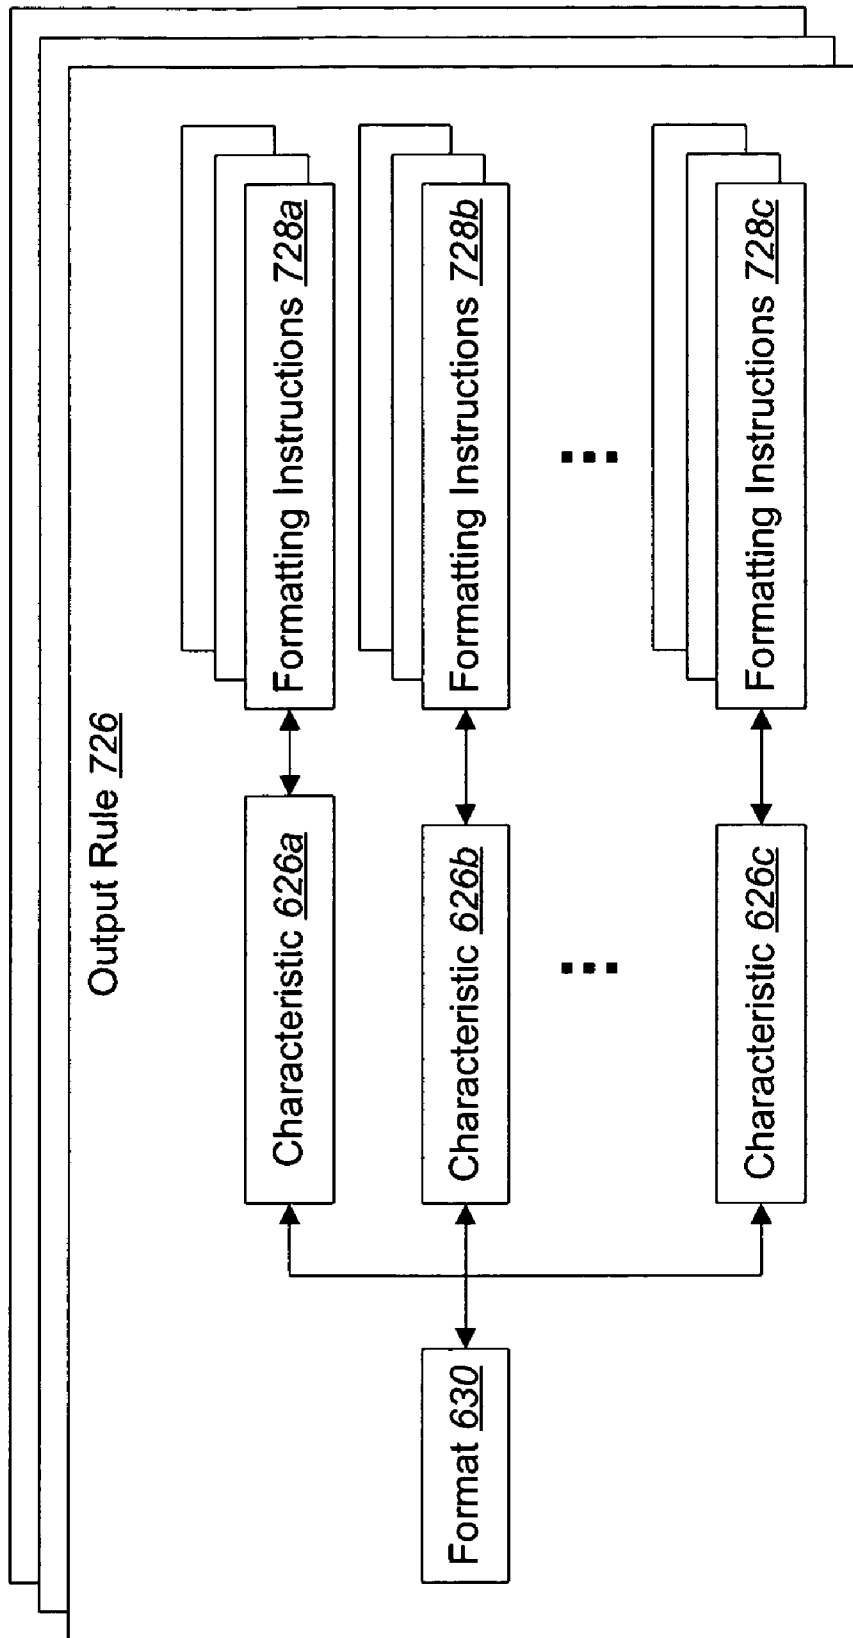 Output Rule 726
Format 630
Characteristic 626a
Formatting Instructions 728a
Characteristic 626b
Formatting Instructions 728b
Characteristic 626c
Formatting Instructions 728c